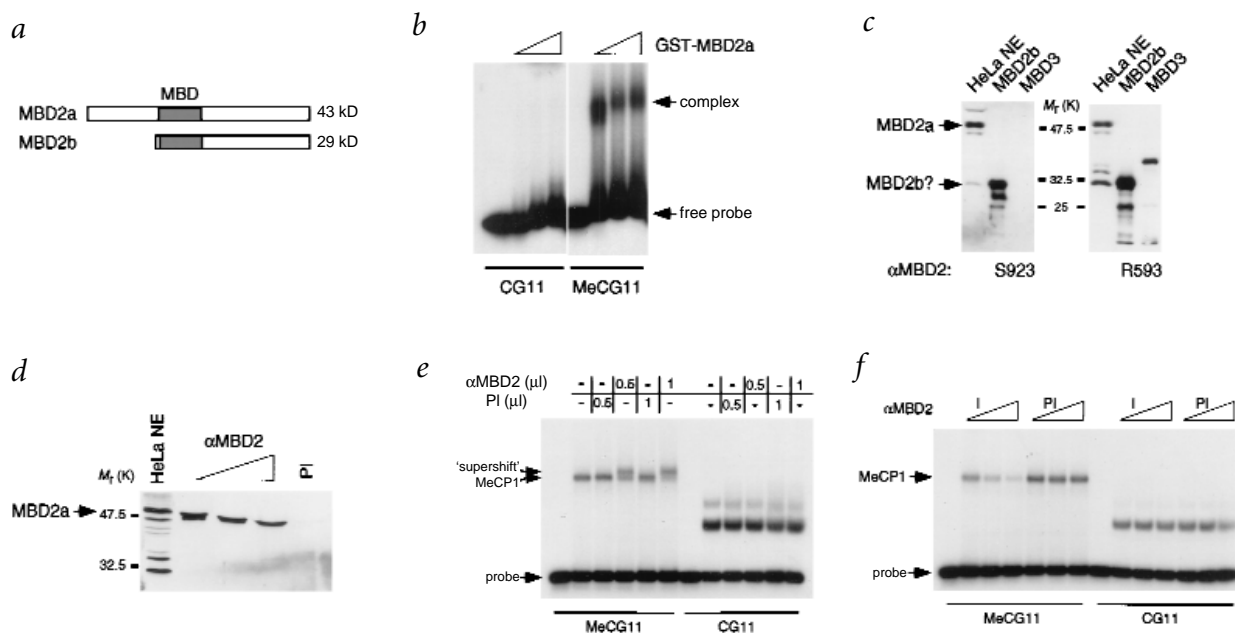 a
MBD
MBD2a
43 kD
MBD2b
29 kD
b
GST-MBD2a
complex
free probe
CG11
MeCG11
c
HeLa NE
MBD2b
MBD3
HeLa NE
MBD2b
MBD3
Mr (K)
MBD2a
47.5
MBD2b?
32.5
25
αMBD2:
S923
R593
d
HeLa NE
αMBD2
PI
Mr (K)
MBD2a
47.5
32.5
e
αMBD2 (µl)
- - 0.5 - 1 - - 0.5 - 1
PI (µl)
- 0.5 - 1 - - 0.5 - 1 -
'supershift'
MeCP1
probe
MeCG11
CG11
f
αMBD2
I
PI
I
PI
MeCP1
probe
MeCG11
CG11